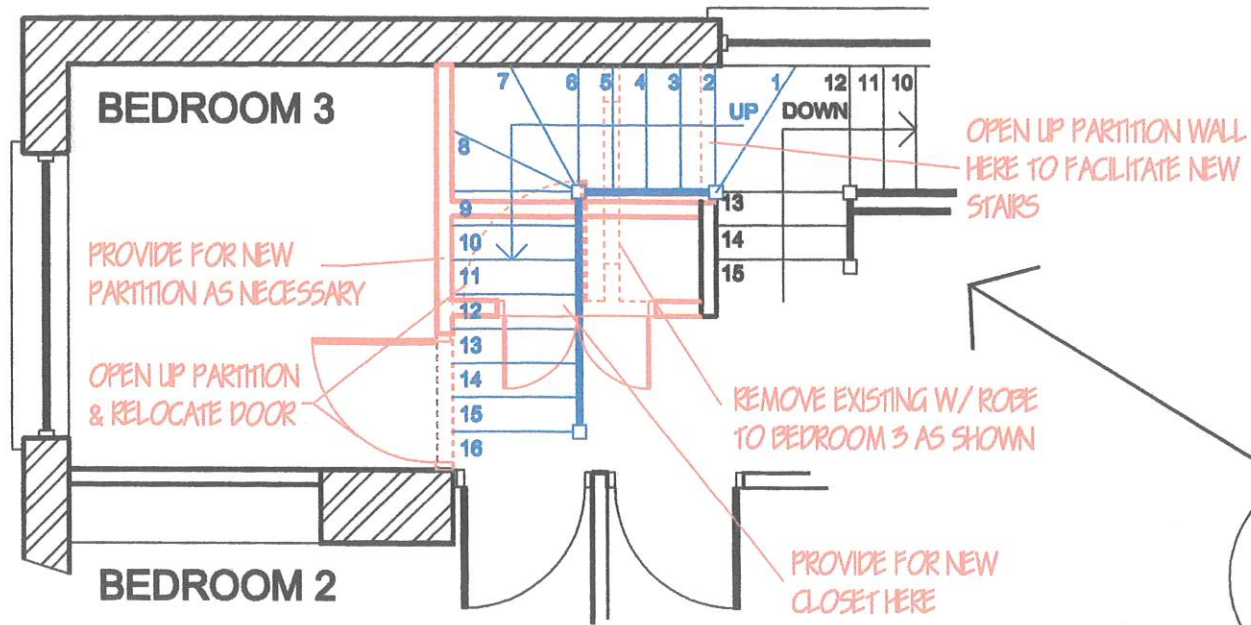 BEDROOM 3
7
6
5
4
3
2
1
12
11
10
UP
DOWN
8
9
10
11
12
13
14
15
16
13
14
15
OPEN UP PARTITION WALL
HERE TO FACILITATE NEW
STAIRS
PROVIDE FOR NEW
PARTITION AS NECESSARY
OPEN UP PARTITION
& RELOCATE DOOR
REMOVE EXISTING W/ ROBE
TO BEDROOM 3 AS SHOWN
PROVIDE FOR NEW
CLOSET HERE
BEDROOM 2